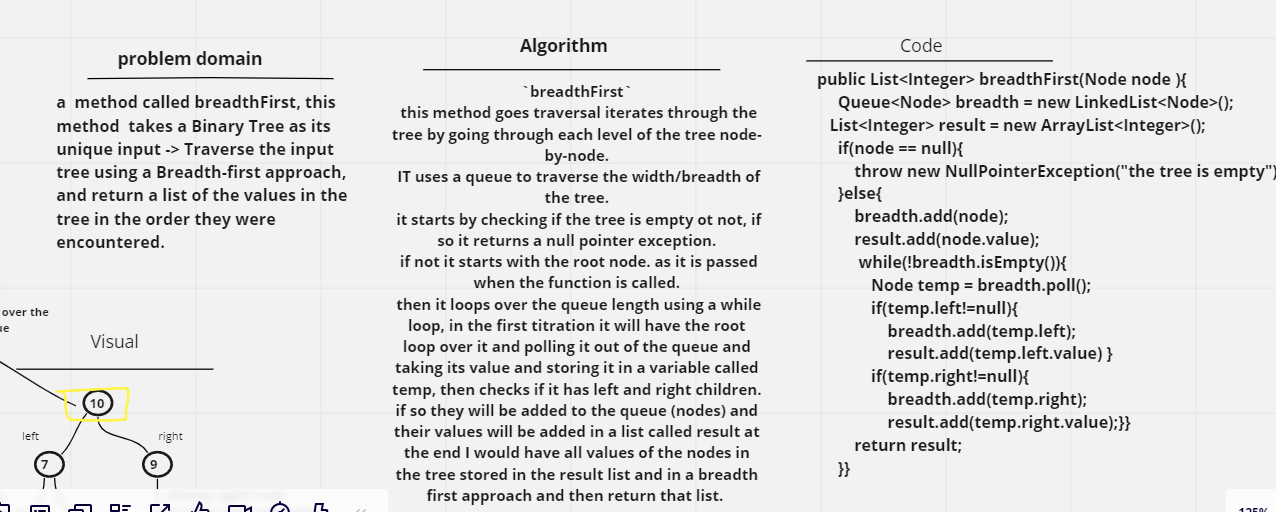 problem domain
a method called breadthFirst, this
method takes a Binary Tree as its
unique input -> Traverse the input
tree using a Breadth-first approach,
and return a list of the values in the
tree in the order they were
encountered.
over the
Visual
10
left
right
7
9
Algorithm
`breadthFirst`
this method goes traversal iterates through the
tree by going through each level of the tree node-
by-node.
IT uses a queue to traverse the width/breadth of
the tree.
it starts by checking if the tree is empty ot not, if
so it returns a null pointer exception.
if not it starts with the root node. as it is passed
when the function is called.
then it loops over the queue length using a while
loop, in the first titration it will have the root
loop over it and polling it out of the queue and
taking its value and storing it in a variable called
temp, then checks if it has left and right children.
if so they will be added to the queue (nodes) and
their values will be added in a list called result at
the end I would have all values of the nodes in
the tree stored in the result list and in a breadth
first approach and then return that list.
Code
public List<Integer> breadthFirst(Node node ){
Queue<Node> breadth = new LinkedList<Node>();
List<Integer> result = new ArrayList<Integer>();
if(node == null){
throw new NullPointerException("the tree is empty")
}else{
breadth.add(node);
result.add(node.value);
while(!breadth.isEmpty()){
Node temp = breadth.poll();
if(temp.left!=null){
breadth.add(temp.left);
result.add(temp.left.value) }
if(temp.right!=null){
breadth.add(temp.right);
result.add(temp.right.value);}}
return result;
}}